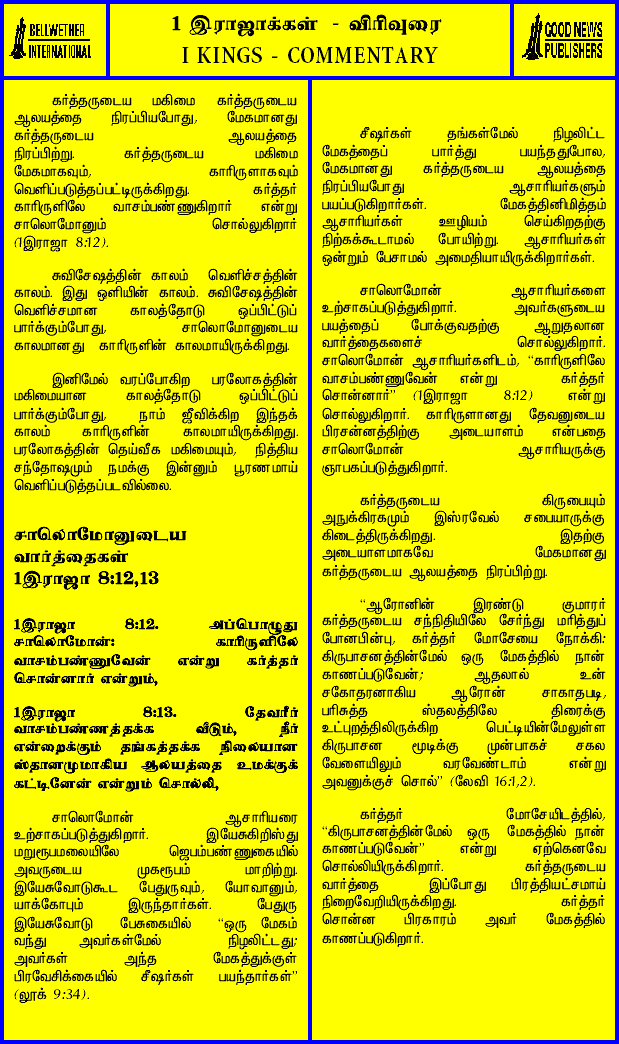 BELLWETHER
INTERNATIONAL
1 இராஜாக்கள் - விரிவுரை
I KINGS - COMMENTARY
GOOD NEWS
PUBLISHERS
கர்த்தருடைய மகிமை கர்த்தருடைய
ஆலயத்தை நிரப்பியபோது, மேகமானது
கர்த்தருடைய ஆலயத்தை
நிரப்பிற்று. கர்த்தருடைய மகிமை
மேகமாகவும், காரிருளாகவும்
வெளிப்படுத்தப்பட்டிருக்கிறது. கர்த்தர்
காரிருளிலே வாசம்பண்ணுகிறார் என்று
சாலொமோனும் சொல்லுகிறார்
(1இராஜா 8:12).
சுவிசேஷத்தின் காலம் வெளிச்சத்தின்
காலம். இது ஒளியின் காலம். சுவிசேஷத்தின்
வெளிச்சமான காலத்தோடு ஒப்பிட்டுப்
பார்க்கும்போது, சாலொமோனுடைய
காலமானது காரிருளின் காலமாயிருக்கிறது.
இனிமேல் வரப்போகிற பரலோகத்தின்
மகிமையான காலத்தோடு ஒப்பிட்டுப்
பார்க்கும்போது, நாம் ஜீவிக்கிற இந்தக்
காலம் காரிருளின் காலமாயிருக்கிறது.
பரலோகத்தின் தெய்வீக மகிமையும், நித்திய
சந்தோஷமும் நமக்கு இன்னும் பூரணமாய்
வெளிப்படுத்தப்படவில்லை.
சாலொமோனுடைய
வார்த்தைகள்
1இராஜா 8:12,13
1இராஜா 8:12. அப்பொழுது
சாலொமோன்: காரிருளிலே
வாசம்பண்ணுவேன் என்று கர்த்தர்
சொன்னார் என்றும்,
1இராஜா 8:13. தேவரீர்
வாசம்பண்ணத்தக்க வீடும், நீர்
என்றைக்கும் தங்கத்தக்க நிலையான
ஸ்தானமுமாகிய ஆலயத்தை உமக்குக்
கட்டினேன் என்றும் சொல்லி,
சாலொமோன் ஆசாரியரை
உற்சாகப்படுத்துகிறார். இயேசுகிறிஸ்து
மறுரூபமலையிலே ஜெபம்பண்ணுகையில்
அவருடைய முகரூபம் மாறிற்று.
இயேசுவோடுகூட பேதுருவும், யோவானும்,
யாக்கோபும் இருந்தார்கள். பேதுரு
இயேசுவோடு பேசுகையில் “ஒரு மேகம்
வந்து அவர்கள்மேல் நிழலிட்டது;
அவர்கள் அந்த மேகத்துக்குள்
பிரவேசிக்கையில் சீஷர்கள் பயந்தார்கள்”
(லூக் 9:34).
சீஷர்கள் தங்கள்மேல் நிழலிட்ட
மேகத்தைப் பார்த்து பயந்ததுபோல,
மேகமானது கர்த்தருடைய ஆலயத்தை
நிரப்பியபோது ஆசாரியர்களும்
பயப்படுகிறார்கள். மேகத்தினிமித்தம்
ஆசாரியர்கள் ஊழியம் செய்கிறதற்கு
நிற்கக்கூடாமல் போயிற்று. ஆசாரியர்கள்
ஒன்றும் பேசாமல் அமைதியாயிருக்கிறார்கள்.
சாலொமோன் ஆசாரியர்களை
உற்சாகப்படுத்துகிறார். அவர்களுடைய
பயத்தைப் போக்குவதற்கு ஆறுதலான
வார்த்தைகளைச் சொல்லுகிறார்.
சாலொமோன் ஆசாரியர்களிடம், “காரிருளிலே
வாசம்பண்ணுவேன் என்று கர்த்தர்
சொன்னார்” (1இராஜா 8:12) என்று
சொல்லுகிறார். காரிருளானது தேவனுடைய
பிரசன்னத்திற்கு அடையாளம் என்பதை
சாலொமோன் ஆசாரியருக்கு
ஞாபகப்படுத்துகிறார்.
கர்த்தருடைய கிருபையும்
அநுக்கிரகமும் இஸ்ரவேல் சபையாருக்கு
கிடைத்திருக்கிறது. இதற்கு
அடையாளமாகவே மேகமானது
கர்த்தருடைய ஆலயத்தை நிரப்பிற்று.
“ஆரோனின் இரண்டு குமாரர்
கர்த்தருடைய சந்நிதியிலே சேர்ந்து மரித்துப்
போனபின்பு, கர்த்தர் மோசேயை நோக்கி:
கிருபாசனத்தின்மேல் ஒரு மேகத்தில் நான்
காணப்படுவேன்; ஆதலால் உன்
சகோதரனாகிய ஆரோன் சாகாதபடி,
பரிசுத்த ஸ்தலத்திலே திரைக்கு
உட்புறத்திலிருக்கிற பெட்டியின்மேலுள்ள
கிருபாசன மூடிக்கு முன்பாகச் சகல
வேளையிலும் வரவேண்டாம் என்று
அவனுக்குச் சொல்” (லேவி 16:1,2).
கர்த்தர் மோசேயிடத்தில்,
“கிருபாசனத்தின்மேல் ஒரு மேகத்தில் நான்
காணப்படுவேன்” என்று ஏற்கெனவே
சொல்லியிருக்கிறார். கர்த்தருடைய
வார்த்தை இப்போது பிரத்தியட்சமாய்
நிறைவேறியிருக்கிறது. கர்த்தர்
சொன்ன பிரகாரம் அவர் மேகத்தில்
காணப்படுகிறார்.